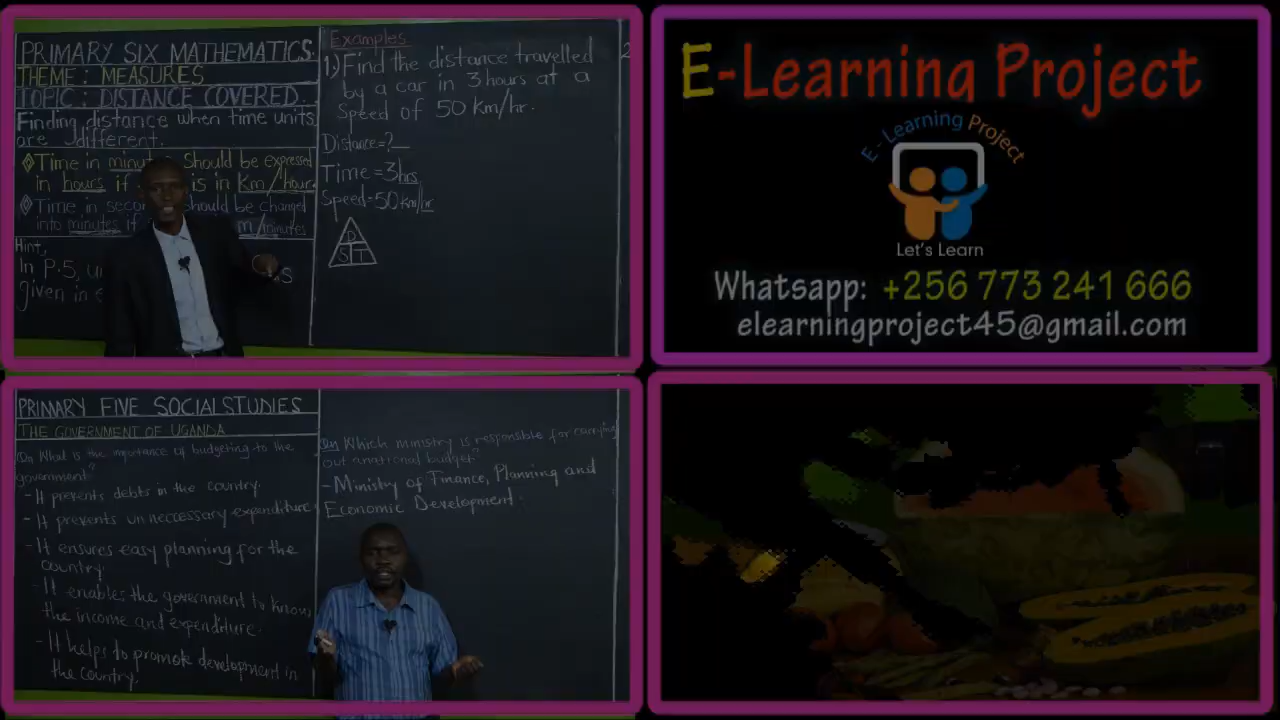 PRIMARY SIX MATHEMATICS.
THEME: MEASURES
TOPIC: DISTANCE COVERED.
Finding distance when time units
are different.
Time in should be expressed
in hours if is in Km/hour.
Time in should be changed
into minutes if m/minutes
Hint,
In P.5,
given in
Examples
1.) Find the distance travelled
by a car in 3 hours at a
Speed of 50 Km/hr.
Distance=?
Time = 3hrs
Speed=50km/hr
D
S T
2
E-Learning Project
E - Learning Project
Let's Learn
Whatsapp: +256 773 241 666
elearningproject45@gmail.com
PRIMARY FIVE SOCIAL STUDIES
THE GOVERNMENT OF UGANDA
Qn What is the importance of budgeting to the
government?
- It prevents debts in the country.
- It prevents unneccessary expenditure
- It ensures easy planning for the
country.
- It enables the government to know
the income and expenditure.
- It helps to promote development in
the country.
Qn Which ministry is responsible for carrying
out a national budget?
- Ministry of Finance, Planning and
Economic Development.